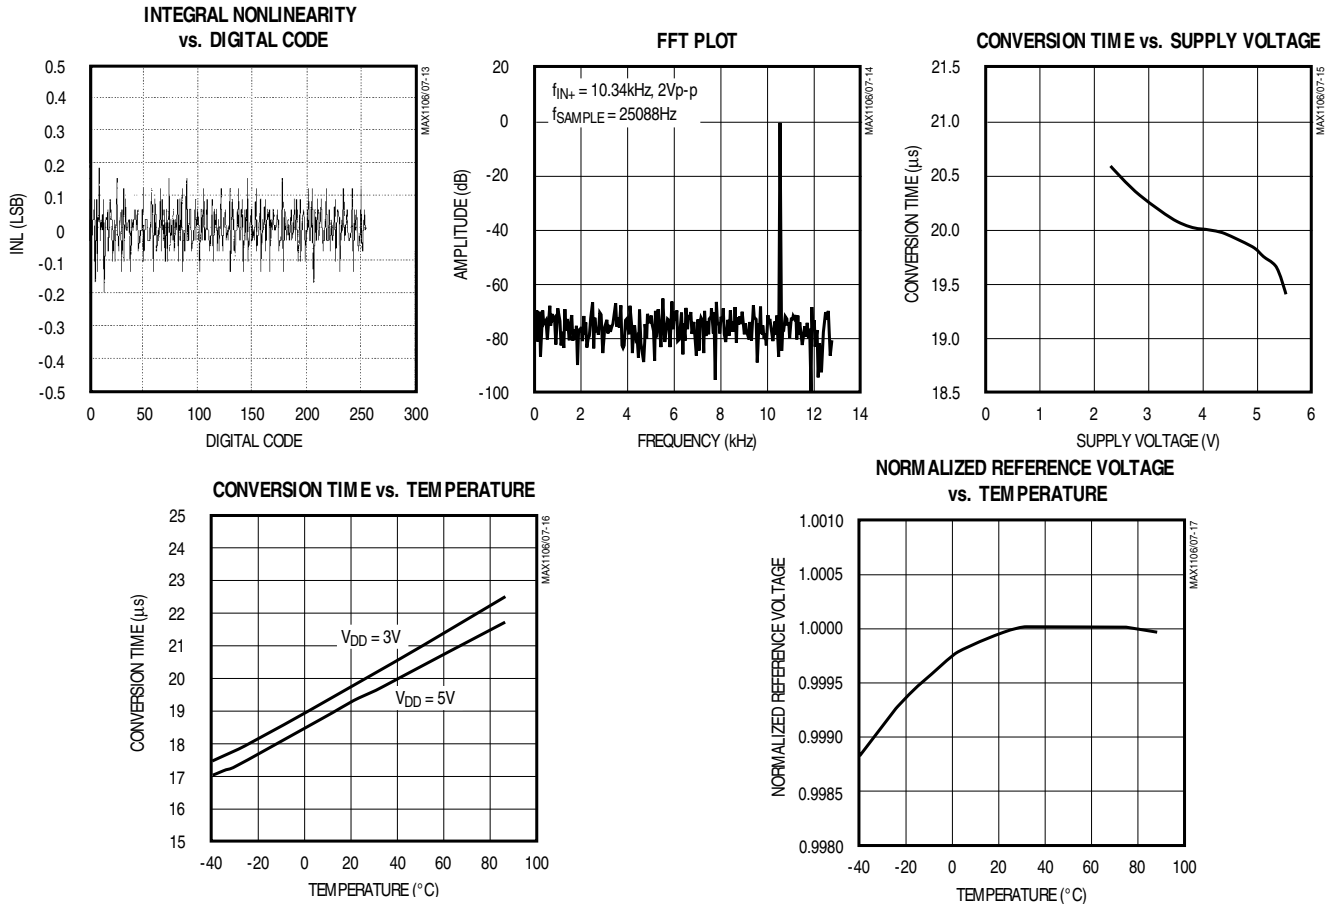 INTEGRAL NONLINEARITY
vs. DIGITAL CODE
0.5
0.4
0.3
0.2
0.1
0
-0.1
-0.2
-0.3
-0.4
-0.5
INL (LSB)
0 50 100 150 200 250 300
DIGITAL CODE
MAX1106/07-13
FFT PLOT
fIN+ = 10.34kHz, 2Vp-p
fSAMPLE = 25088Hz
20
0
-20
-40
-60
-80
-100
AMPLITUDE (dB)
0 2 4 6 8 10 12 14
FREQUENCY (kHz)
MAX1106/07-14
CONVERSION TIME vs. SUPPLY VOLTAGE
21.5
21.0
20.5
20.0
19.5
19.0
18.5
CONVERSION TIME (µs)
0 1 2 3 4 5 6
SUPPLY VOLTAGE (V)
MAX1106/07-15
CONVERSION TIME vs. TEMPERATURE
25
24
23
22
21
20
19
18
17
16
15
CONVERSION TIME (µs)
VDD = 3V
VDD = 5V
-40 -20 0 20 40 60 80 100
TEMPERATURE (°C)
MAX1106/07-16
NORMALIZED REFERENCE VOLTAGE
vs. TEMPERATURE
1.0010
1.0005
1.0000
0.9995
0.9990
0.9985
0.9980
NORMALIZED REFERENCE VOLTAGE
-40 -20 0 20 40 60 80 100
TEMPERATURE (°C)
MAX1106/07-17